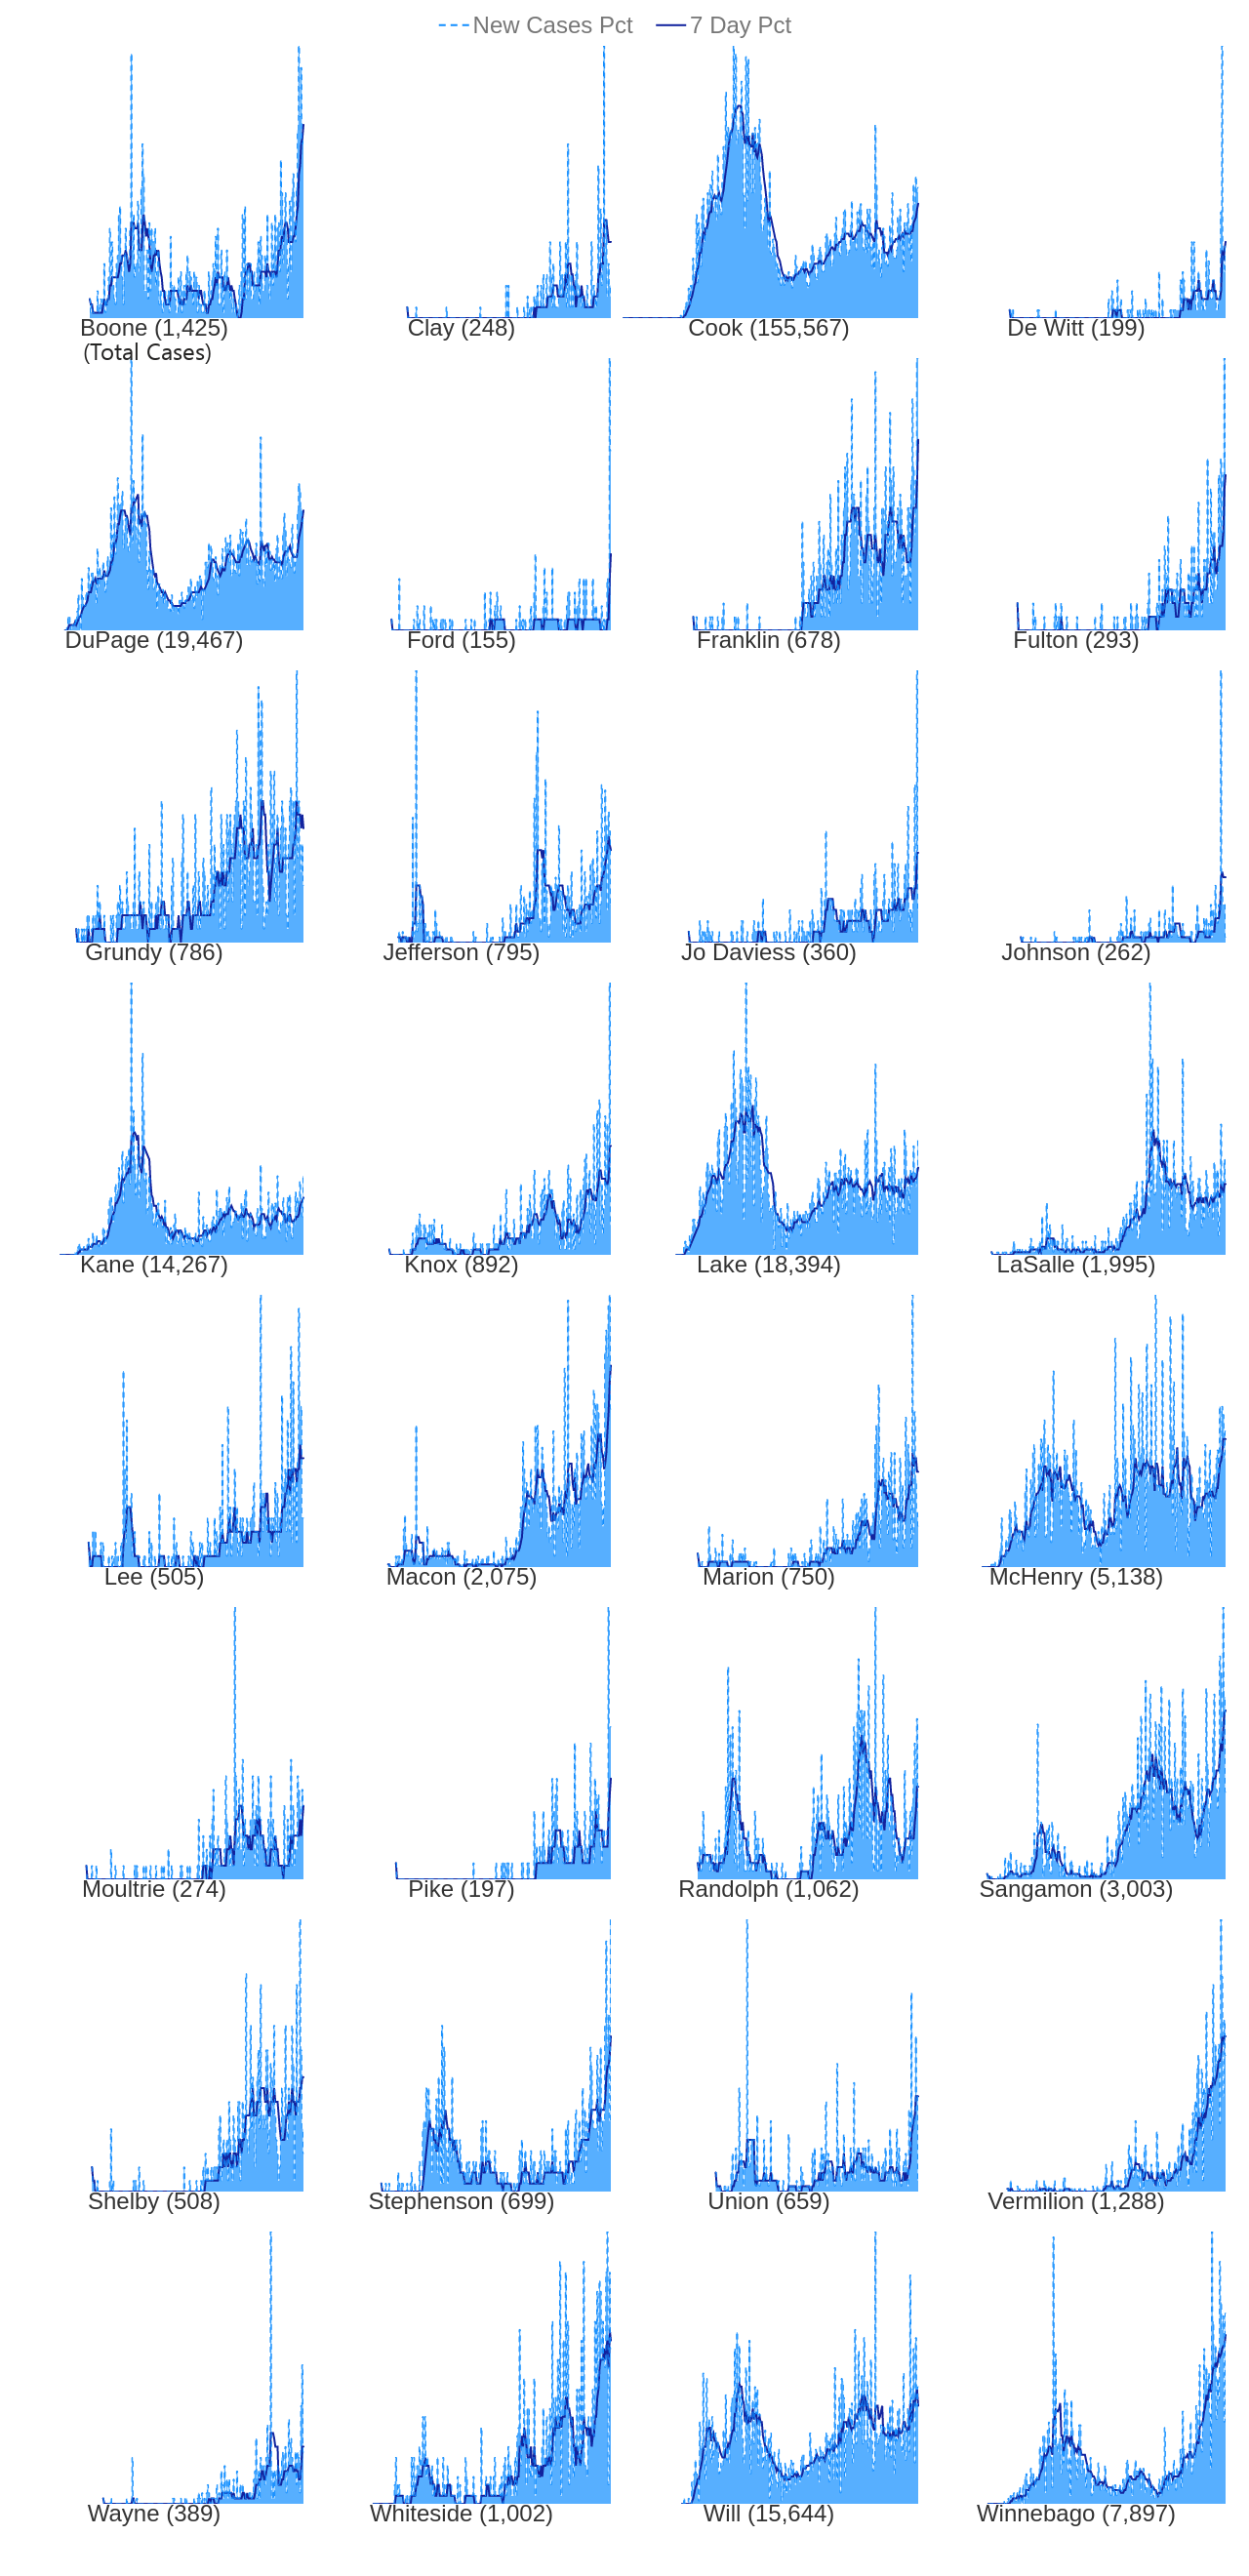 New Cases Pct 7 Day Pct
Boone (1,425) Clay (248) Cook (155,567) De Witt (199)
(Total Cases)
DuPage (19,467) Ford (155) Franklin (678) Fulton (293)
Grundy (786) Jefferson (795) Jo Daviess (360) Johnson (262)
Kane (14,267) Knox (892) Lake (18,394) LaSalle (1,995)
Lee (505) Macon (2,075) Marion (750) McHenry (5,138)
Moultrie (274) Pike (197) Randolph (1,062) Sangamon (3,003)
Shelby (508) Stephenson (699) Union (659) Vermilion (1,288)
Wayne (389) Whiteside (1,002) Will (15,644) Winnebago (7,897)